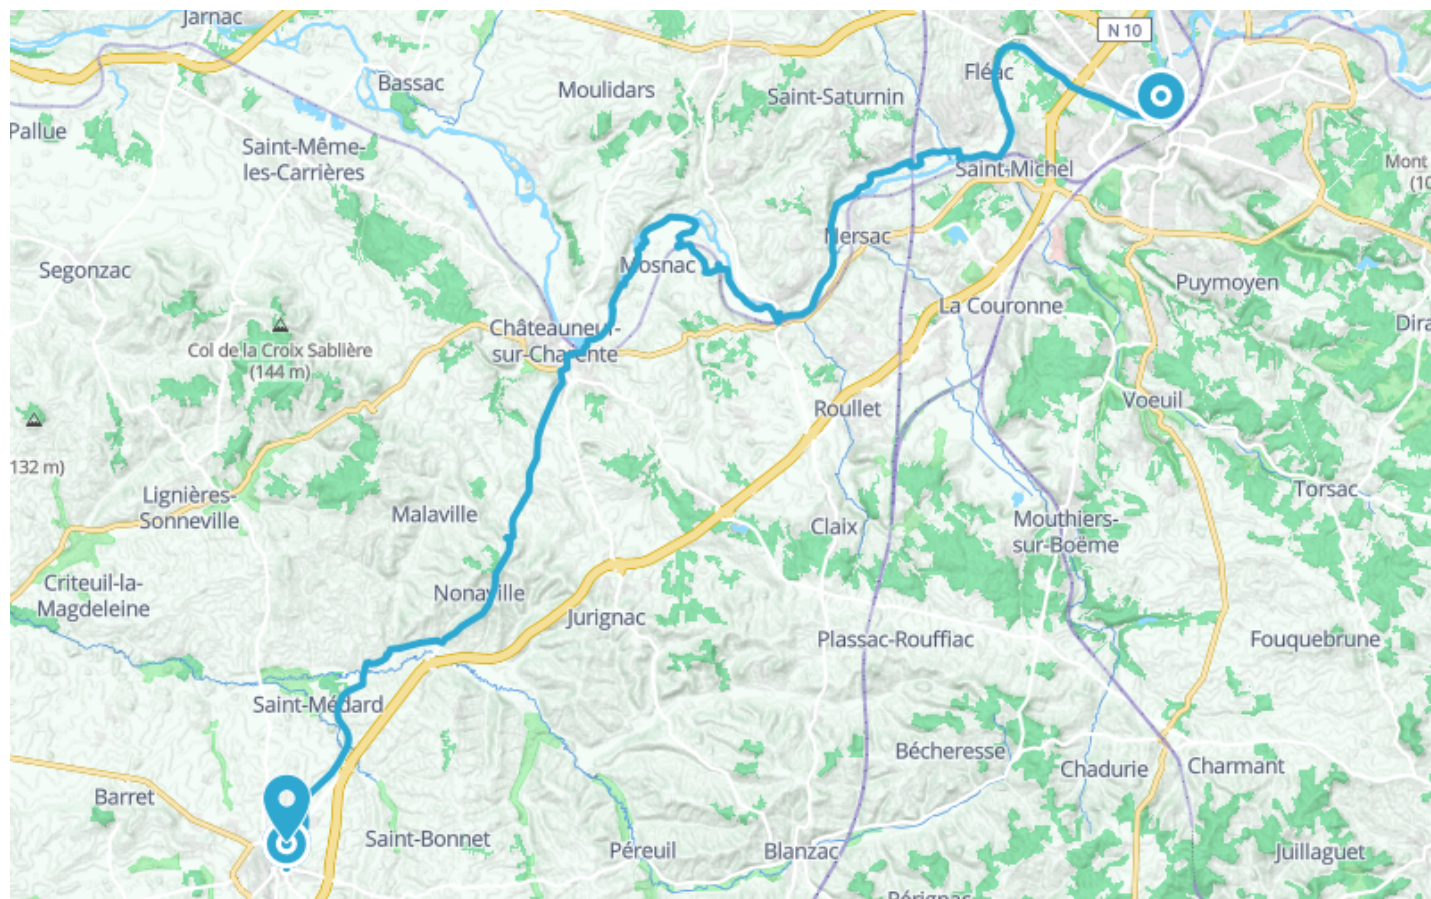 Jarnac
N 10
Fléac
Bassac
Moulidars
Saint-Saturnin
Pallue
Saint-Même-
les-Carrières
Saint-Michel
Mont
(10
Nersac
Segonzac
Mosnac
Puymoyen
La Couronne
Châteauneuf-
sur-Charente
Dira
Col de la Croix Sablière
(144 m)
Voeuil
Roullet
132 m)
Lignières-
Sonneville
Malaville
Torsac
Claix
Mouthiers-
sur-Boëme
Criteuil-la-
Magdeleine
Nonaville
Jurignac
Plassac-Rouffiac
Fouquebrune
Saint-Médard
Bécheresse
Chadurie
Charmant
Barret
Saint-Bonnet
Péreuil
Blanzac
Juillaguet
Pérignac